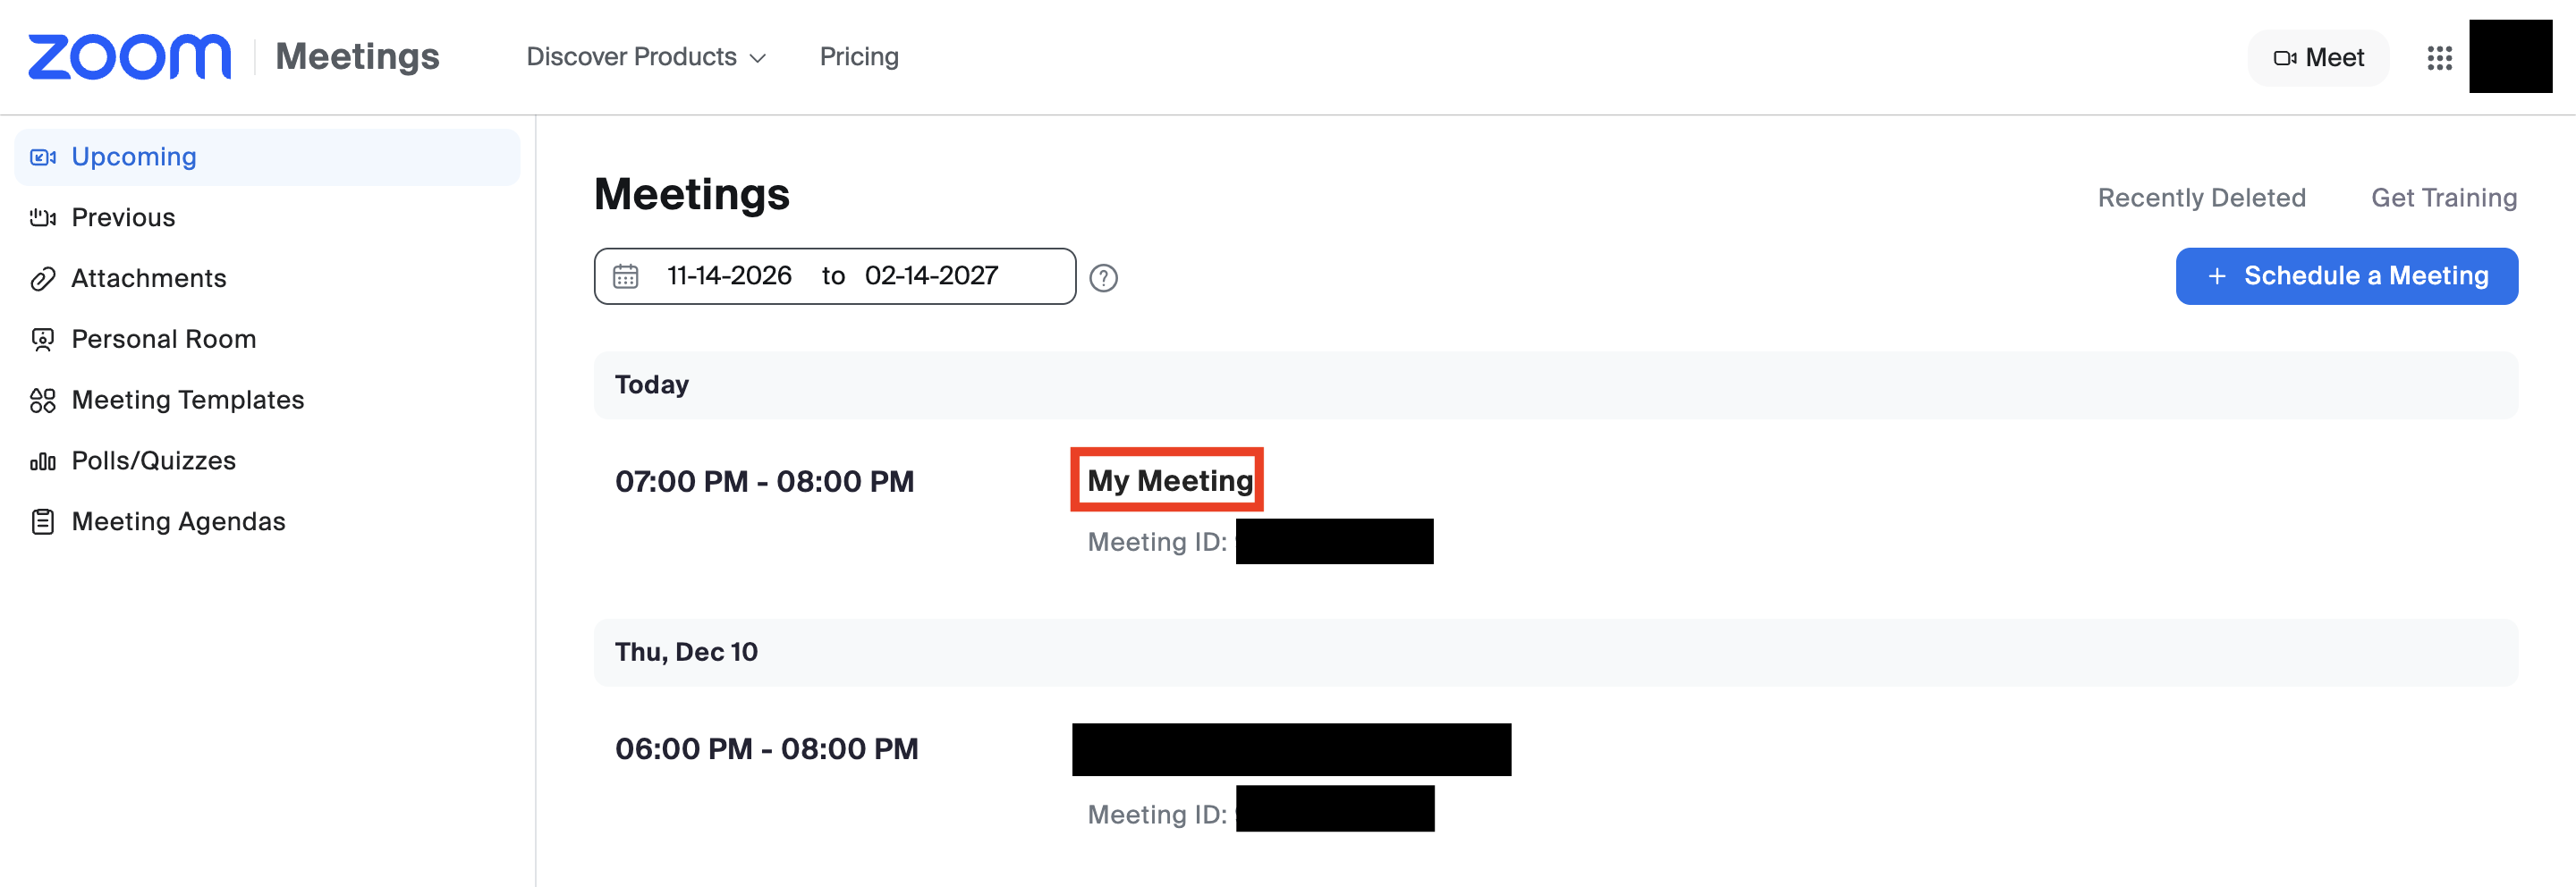 zoom Meetings Discover Products Pricing Meet
Upcoming
Previous
Attachments
Personal Room
Meeting Templates
Polls/Quizzes
Meeting Agendas
Meetings
Recently Deleted Get Training
11-14-2026 to 02-14-2027 ?
+ Schedule a Meeting
Today
07:00 PM - 08:00 PM My Meeting
Meeting ID:
Thu, Dec 10
06:00 PM - 08:00 PM
Meeting ID: